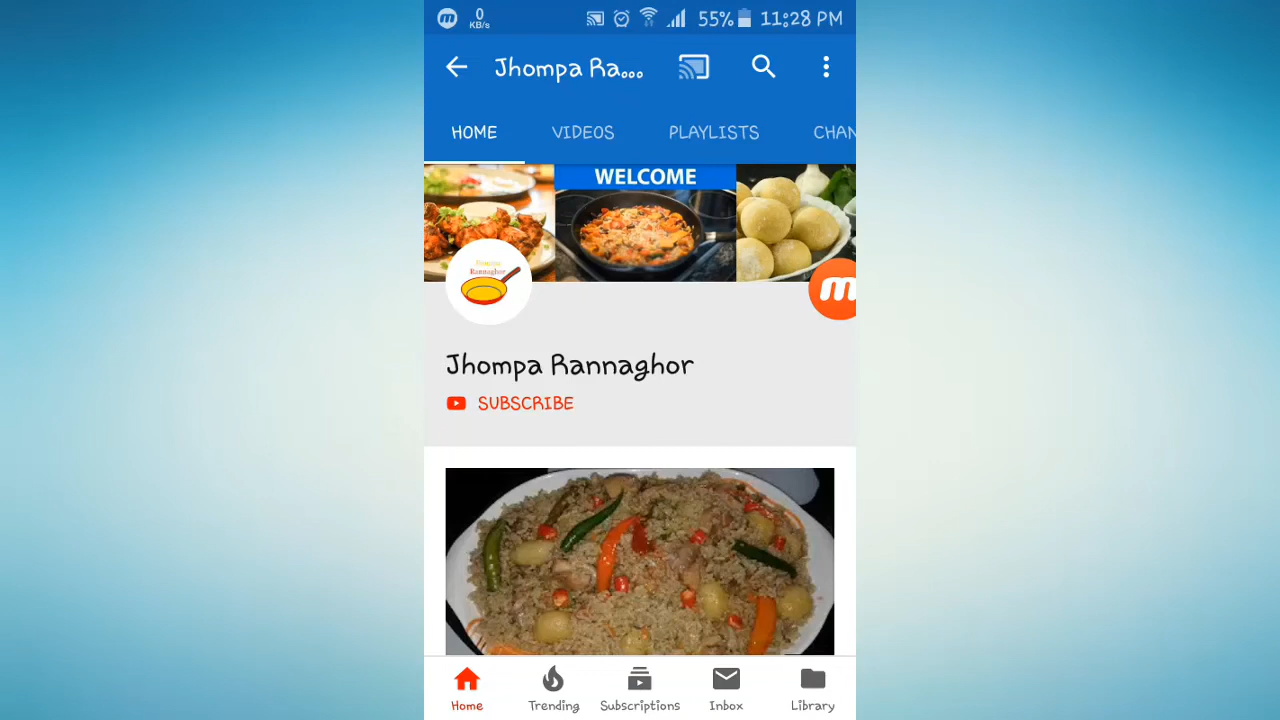 0
KB/s
55%
11:28 PM
Jhompa Ra...
HOME
VIDEOS
PLAYLISTS
CHAN
WELCOME
Rannaghor
Jhompa Rannaghor
SUBSCRIBE
Home
Trending
Subscriptions
Inbox
Library